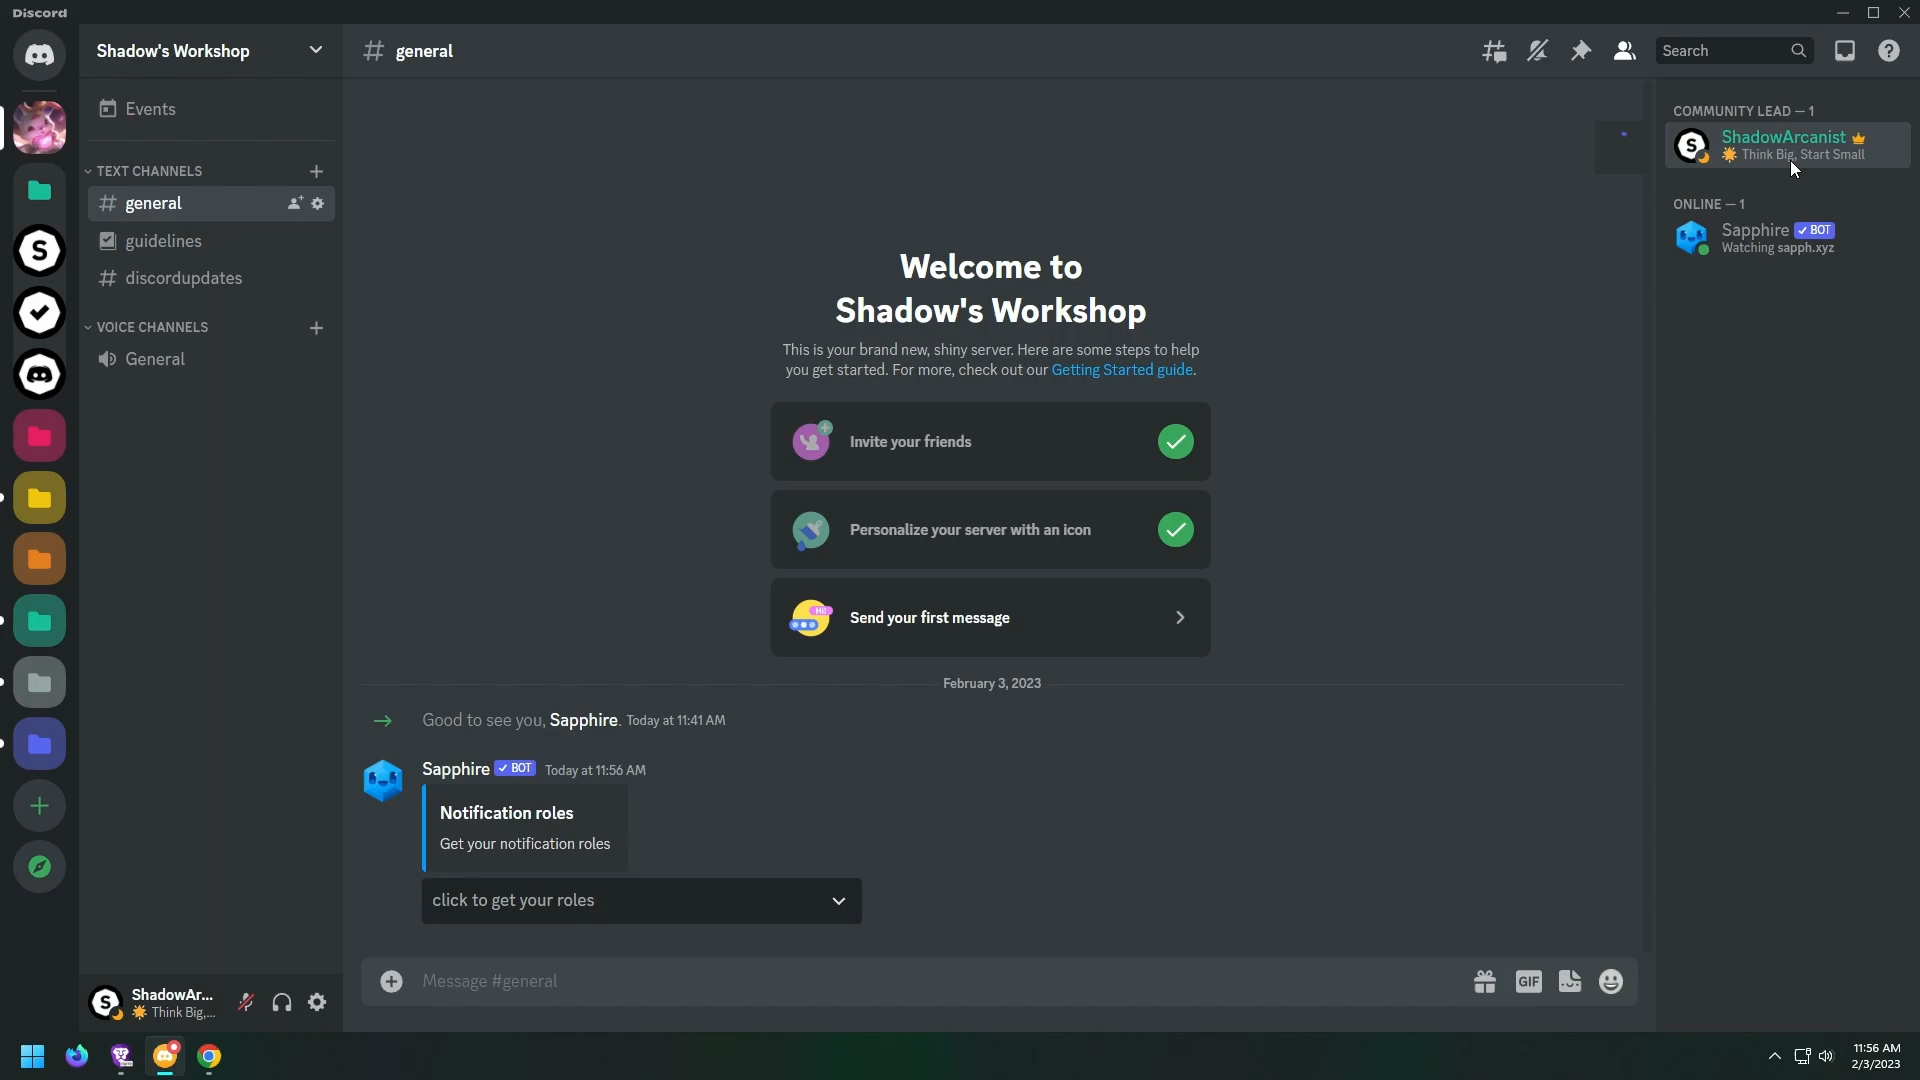 Discord
Shadow's Workshop
Events
TEXT CHANNELS
general
guidelines
discordupdates
VOICE CHANNELS
General
ShadowAr...
Think Big,...
general
Search
Welcome to
Shadow's Workshop
This is your brand new, shiny server. Here are some steps to help
you get started. For more, check out our Getting Started guide.
Invite your friends
Personalize your server with an icon
Hi!
Send your first message
February 3, 2023
Good to see you, Sapphire. Today at 11:41 AM
Sapphire ✓ BOT Today at 11:56 AM
Notification roles
Get your notification roles
click to get your roles
Message #general
GIF
COMMUNITY LEAD — 1
S
ShadowArcanist
Think Big, Start Small
ONLINE — 1
Sapphire ✓ BOT
Watching sapph.xyz
S
S
11:56 AM
2/3/2023